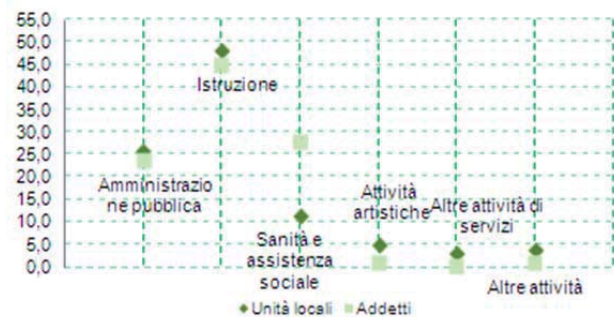 55,0
50,0
45,0
40,0
35,0
30,0
25,0
20,0
15,0
10,0
5,0
0,0
Istruzione
Amministrazio
ne pubblica
Sanità e
assistenza
sociale
Attività
artistiche
Altre attività di
servizi
Altre attività
Unità locali
Addetti